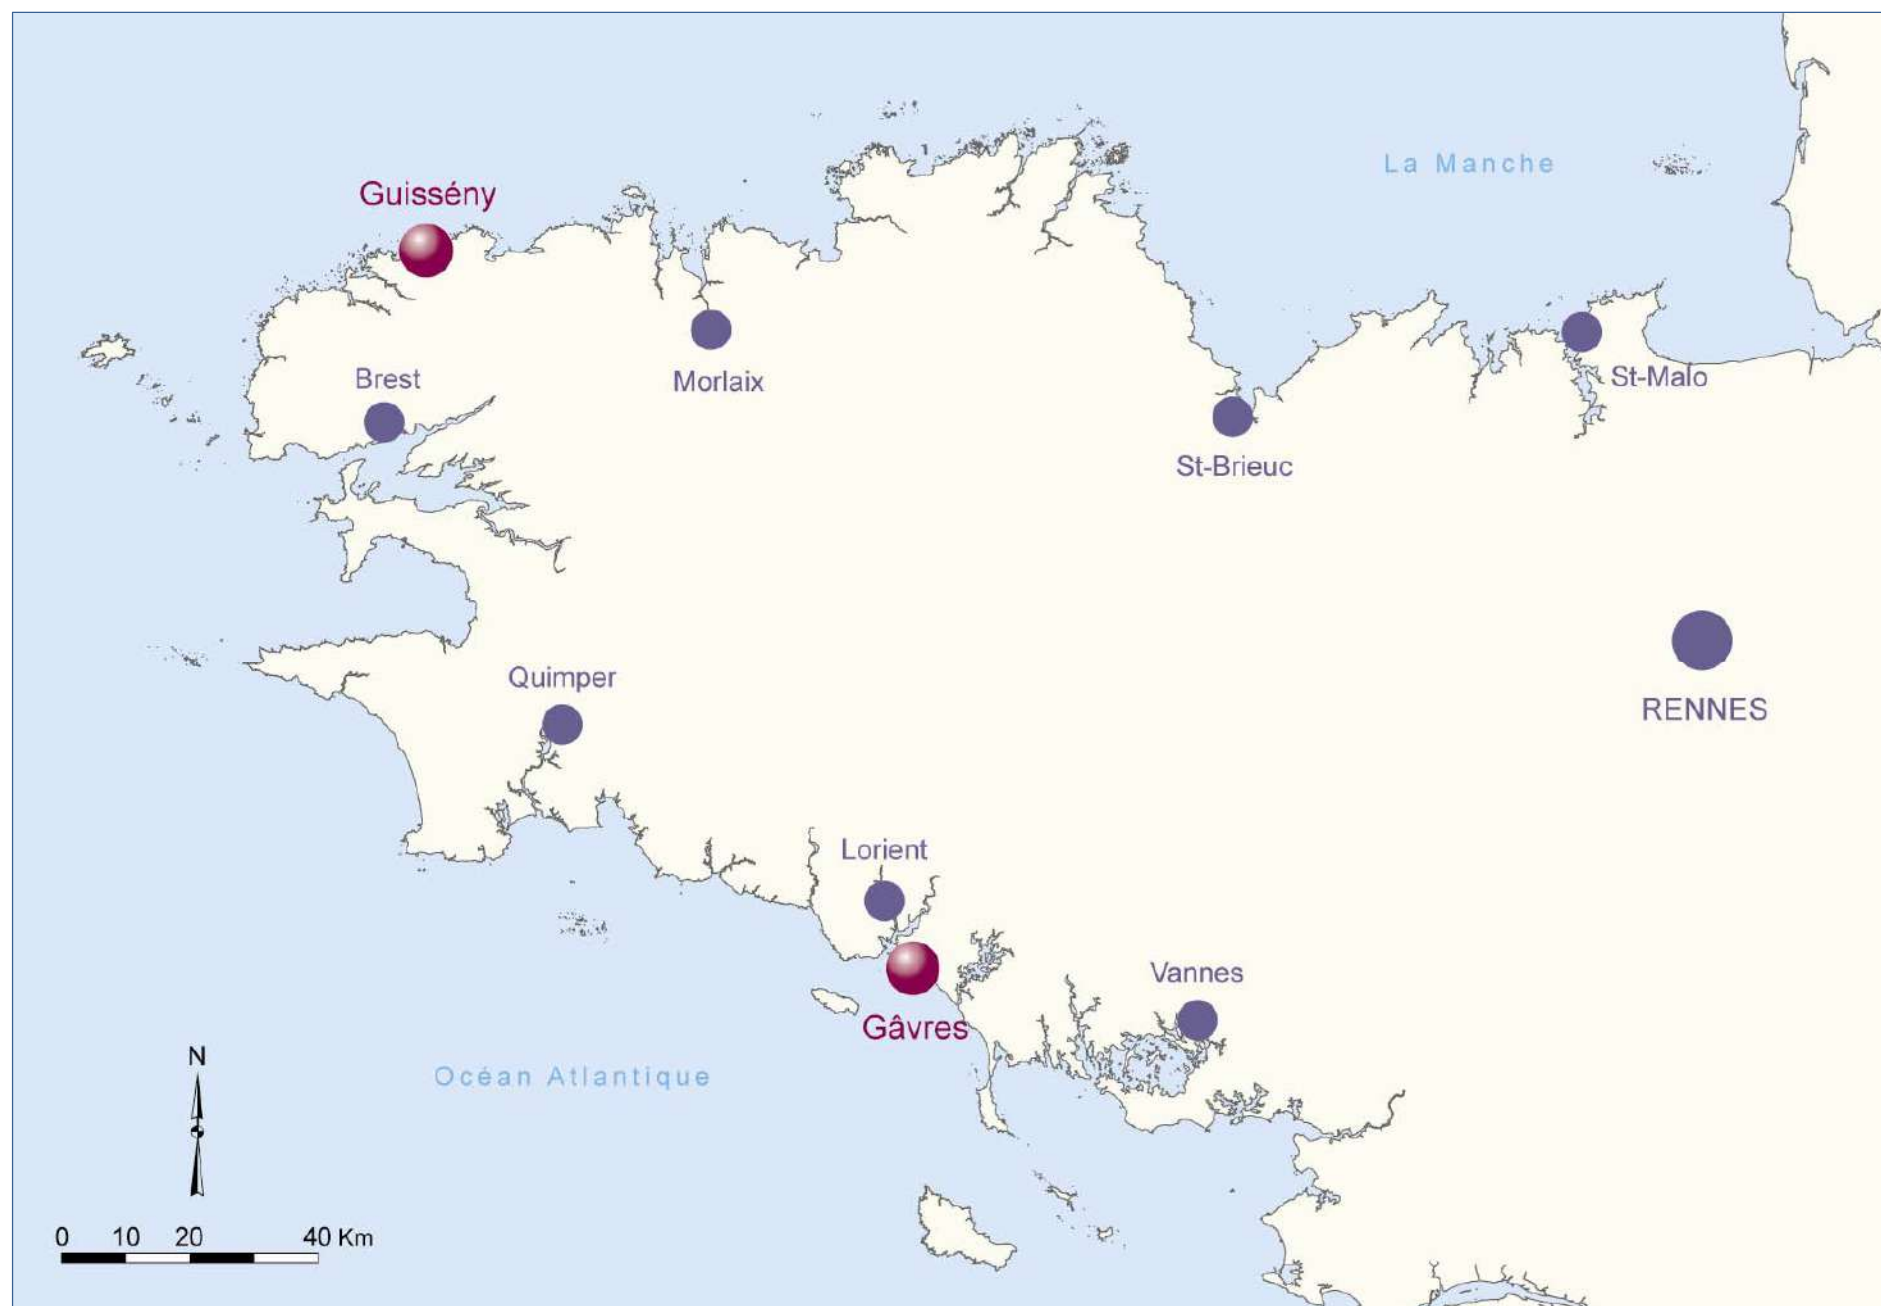 La Manche
Guissény
Brest
Morlaix
St-Malo
St-Brieuc
Quimper
RENNES
Lorient
Vannes
Gâvres
N
Océan Atlantique
0 10 20 40 Km